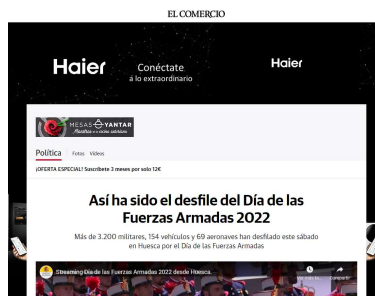 EL COMERCIO
Haier
Conéctate
á lo extraordinario
Haier
MESAS YANTAR
Política
Fotos
Vídeos
¡OFERTA ESPECIAL! Suscríbete 3 meses por solo 12€
Así ha sido el desfile del Día de las
Fuerzas Armadas 2022
Más de 3.200 militares, 154 vehículos y 69 aeronaves han desfilado este sábado
en Huesca por el Día de las Fuerzas Armadas
Streaming Día de las Fuerzas Armadas 2022 desde Huesca.
Compartir